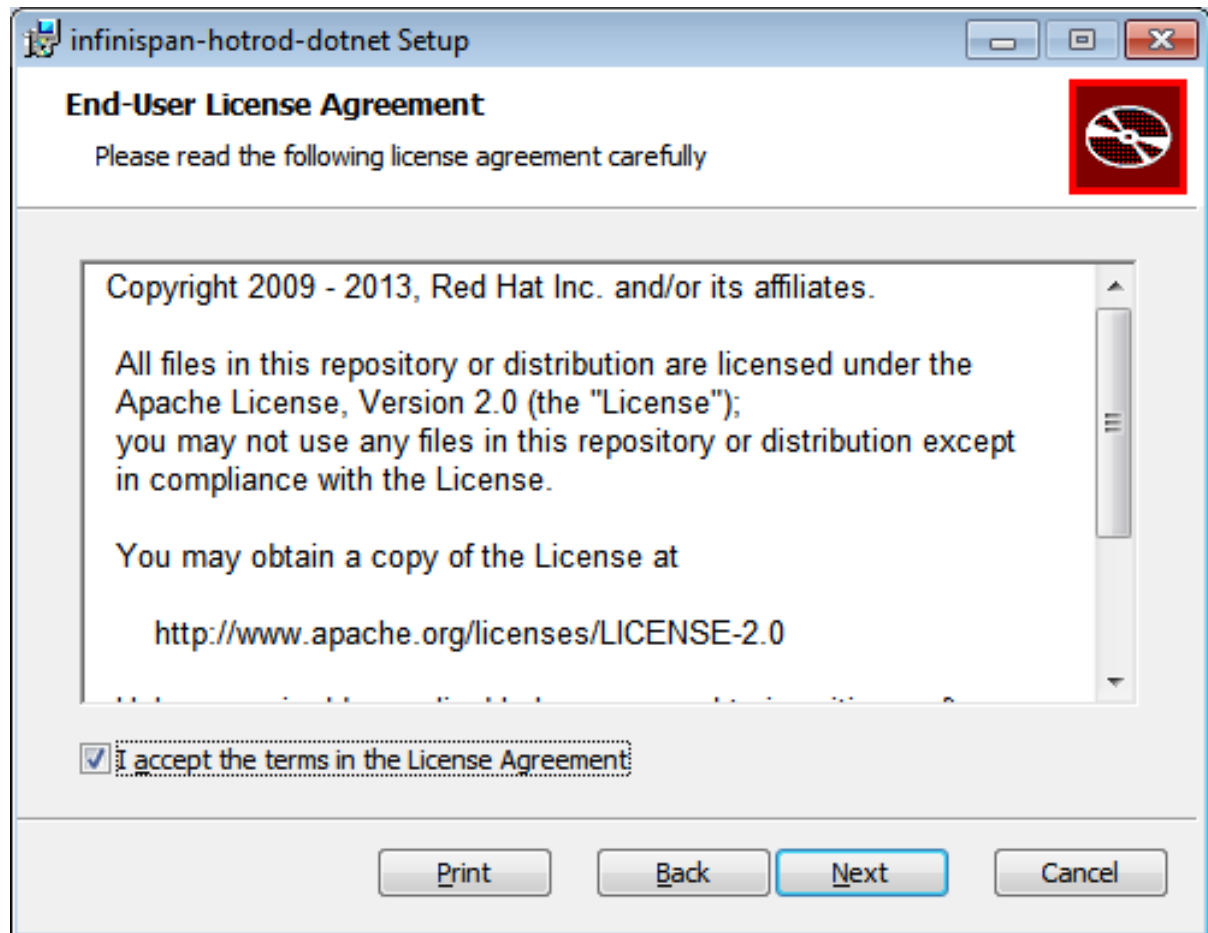 infinispan-hotrod-dotnet Setup
End-User License Agreement
Please read the following license agreement carefully
Copyright 2009 - 2013, Red Hat Inc. and/or its affiliates.
All files in this repository or distribution are licensed under the
Apache License, Version 2.0 (the "License");
you may not use any files in this repository or distribution except
in compliance with the License.
You may obtain a copy of the License at
http://www.apache.org/licenses/LICENSE-2.0
I accept the terms in the License Agreement
Print Back Next Cancel